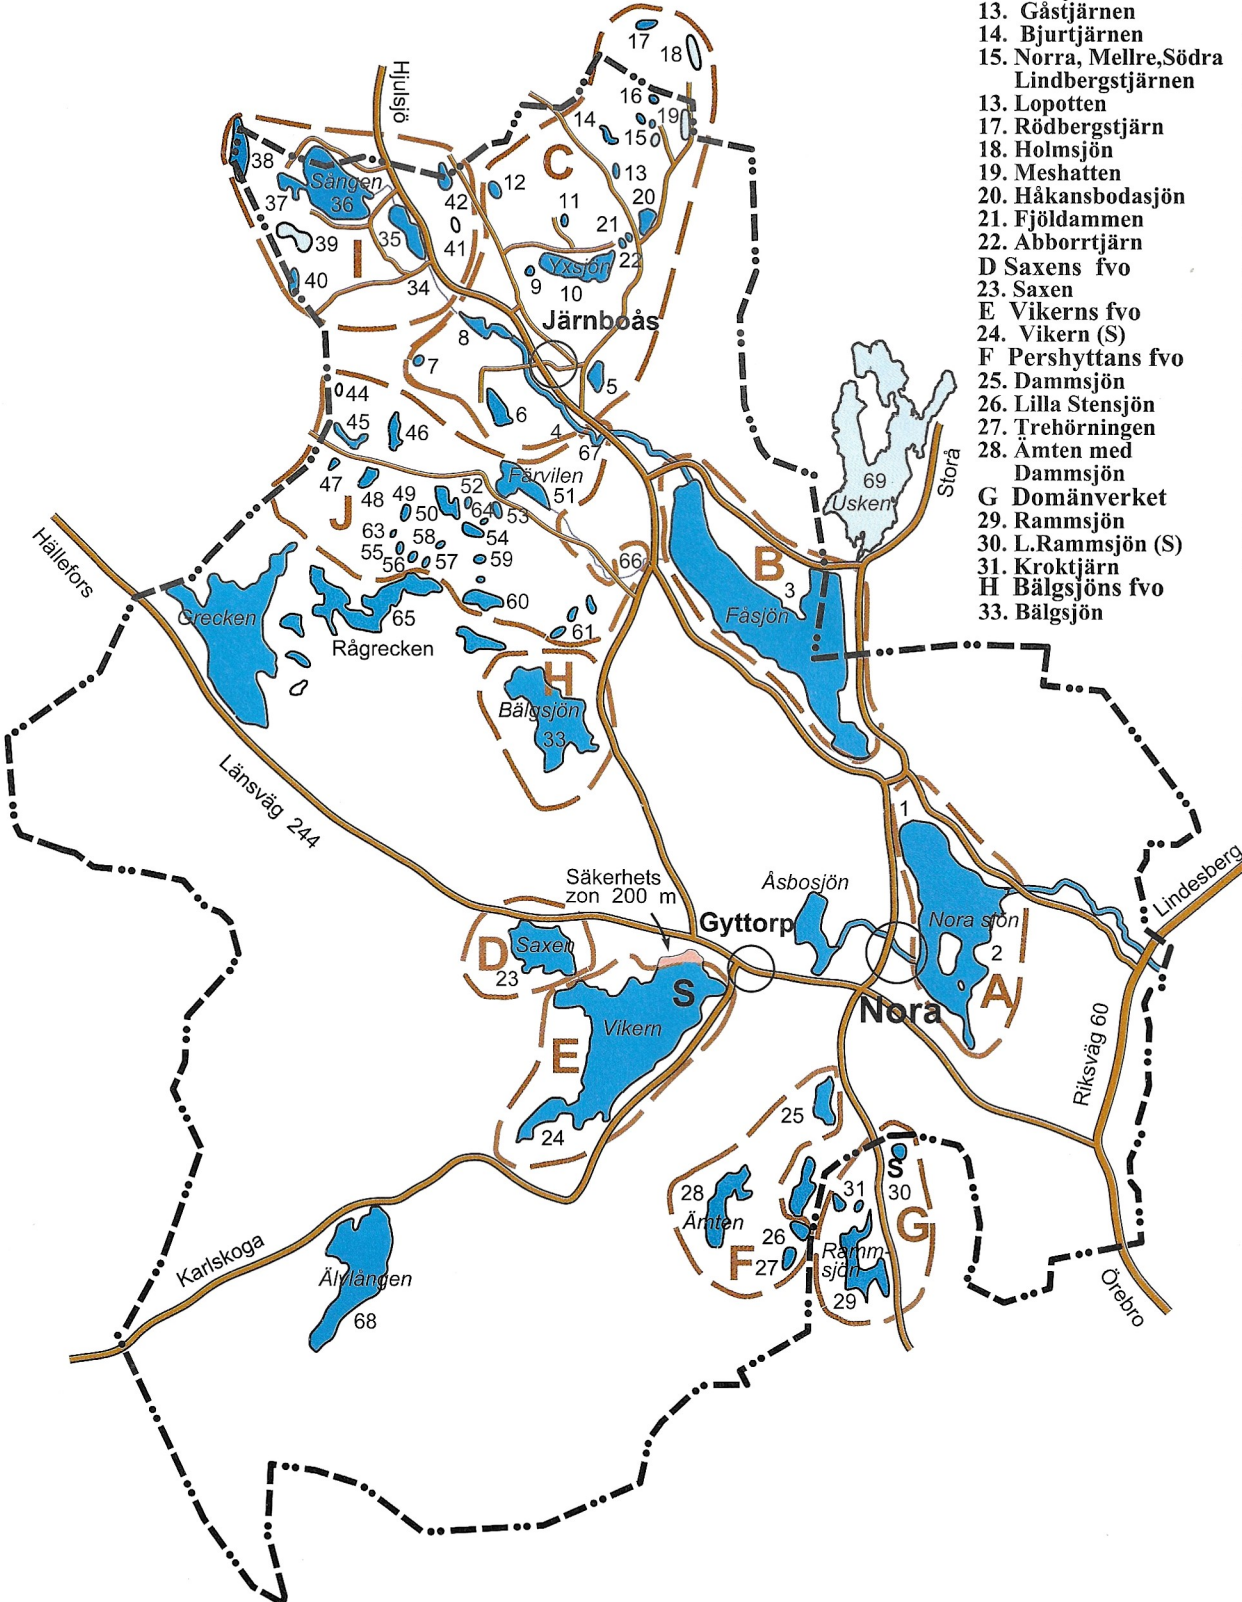 13. Gåstjärnen
14. Bjurtjärnen
15. Norra, Mellre,Södra
Lindbergstjärnen
13. Lopotten
17. Rödbergstjärn
18. Holmsjön
19. Meshatten
20. Håkansbodasjön
21. Fjöldammen
22. Abborrtjärn
D Saxens fvo
23. Saxen
E Vikerns fvo
24. Vikern (S)
F Pershyttans fvo
25. Dammsjön
26. Lilla Stensjön
27. Trehörningen
28. Ämten med
Dammsjön
G Domänverket
29. Rammsjön
30. L.Rammsjön (S)
31. Kroktjärn
H Bälgsjöns fvo
33. Bälgsjön
17
18
Hjulsjö
16
14
15
19
38
C
13
Sången
36
37
42
12
20
11
21
22
39
35
41
I
40
34
Yxsjön
9
10
Järnboås
8
7
5
44
6
45
46
4
67
Färvilen
51
69
Usken
Storå
47
48
J
49
50
52
64
53
54
63
58
55
56
57
59
66
B
3
Fåsjön
60
61
Hällefors
Grecken
65
Rågrecken
H
Bälgsjön
33
Länsväg 244
1
Säkerhets
zon 200 m
Åsbosjön
Gyttorp
Lindesberg
Nora sjön
2
A
D
Saxen
23
S
Nora
Vikern
E
24
Riksväg 60
25
S
30
28
Ämten
31
G
26
F
27
Ramm-
sjön
29
Karlskoga
Älvlången
68
Örebro